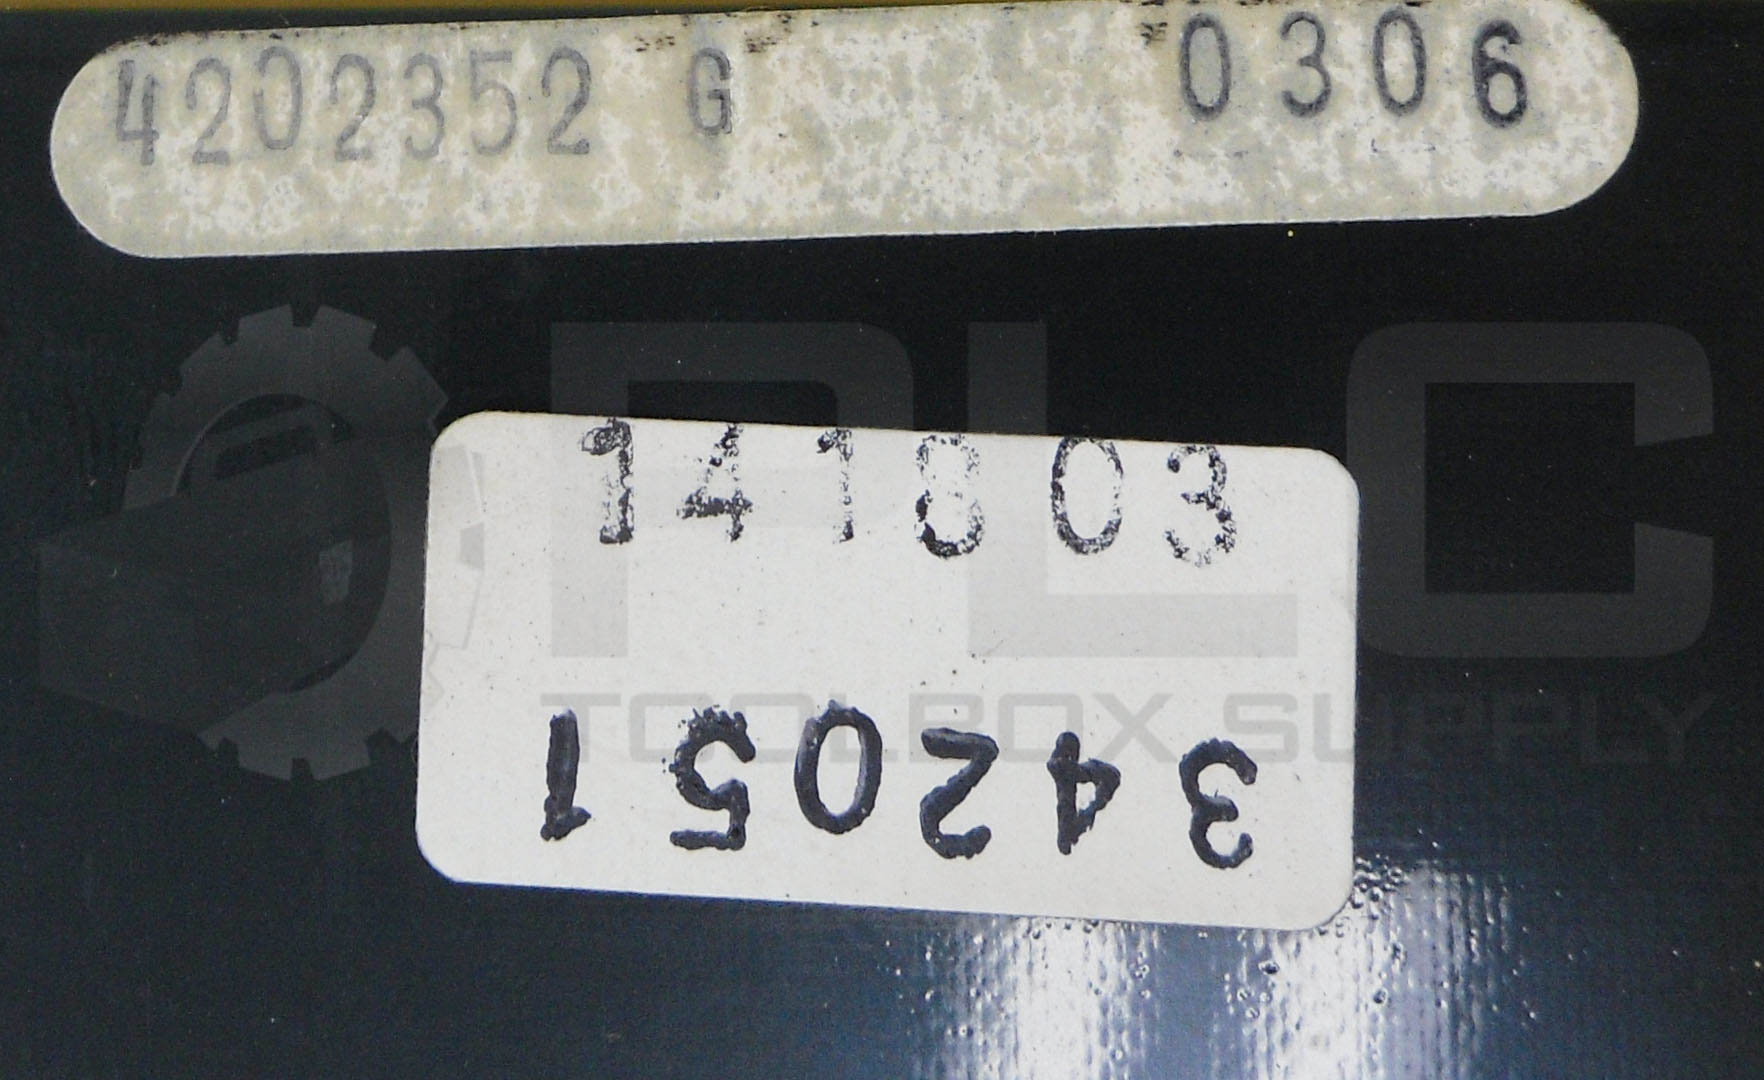 4202352 G 0306
PLC
141803
TOOLBOX SUPPLY
342051